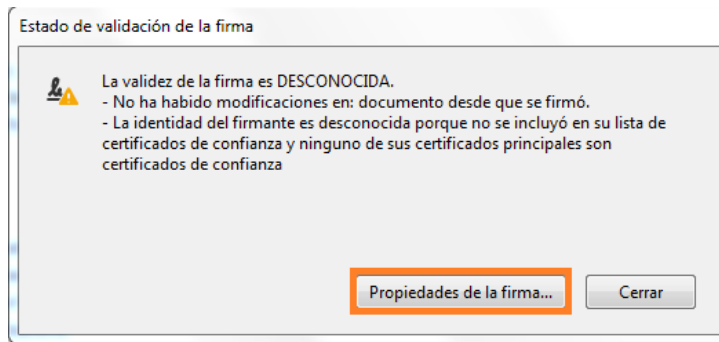 Estado de validación de la firma
La validez de la firma es DESCONOCIDA.
- No ha habido modificaciones en: documento desde que se firmó.
- La identidad del firmante es desconocida porque no se incluyó en su lista de
certificados de confianza y ninguno de sus certificados principales son
certificados de confianza
Propiedades de la firma...
Cerrar